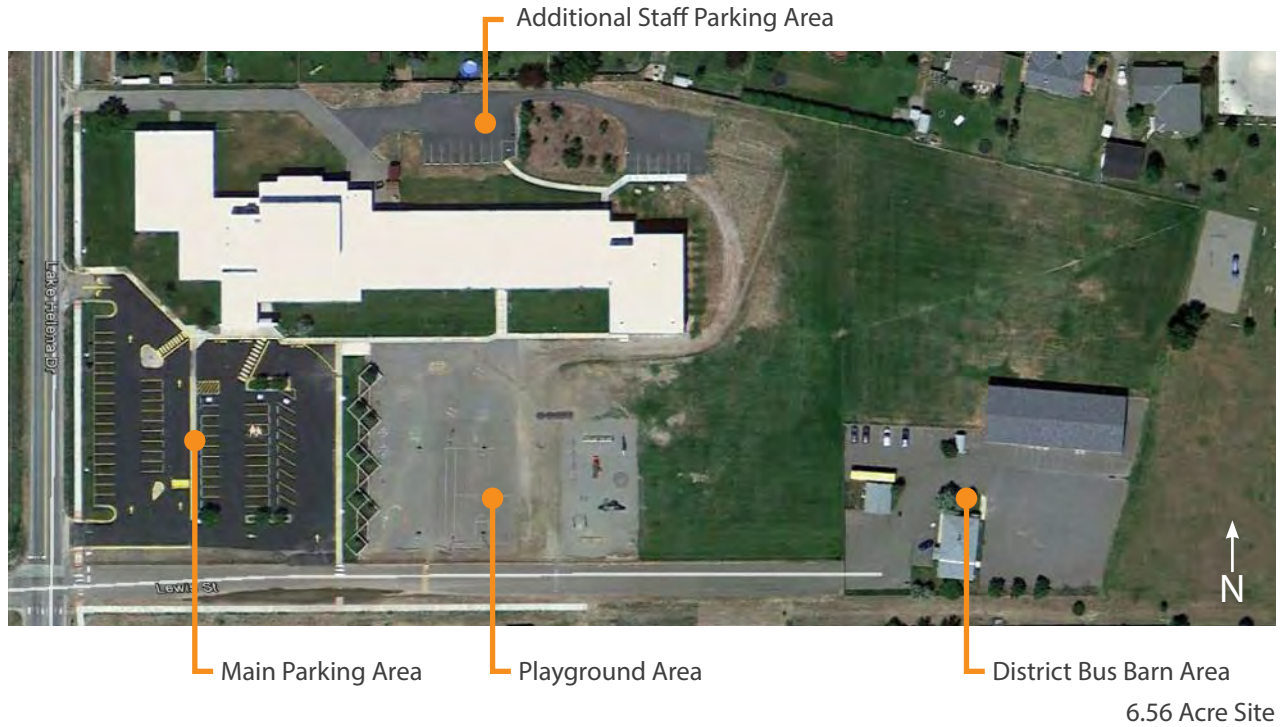 Additional Staff Parking Area
Lake Helena Dr
Lewis St
N
Main Parking Area
Playground Area
District Bus Barn Area
6.56 Acre Site